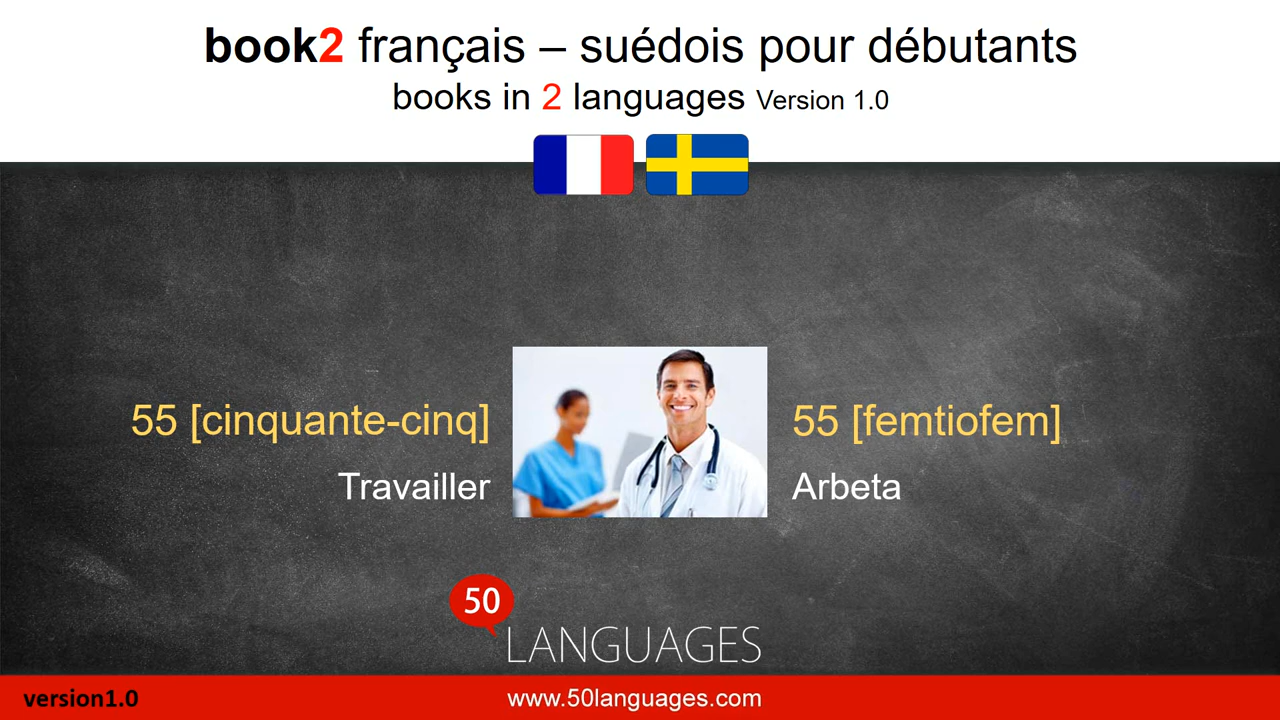 book2 français – suédois pour débutants
books in 2 languages Version 1.0
55 [cinquante-cinq]
Travailler
55 [femtiofem]
Arbeta
50
LANGUAGES
version1.0
www.50languages.com